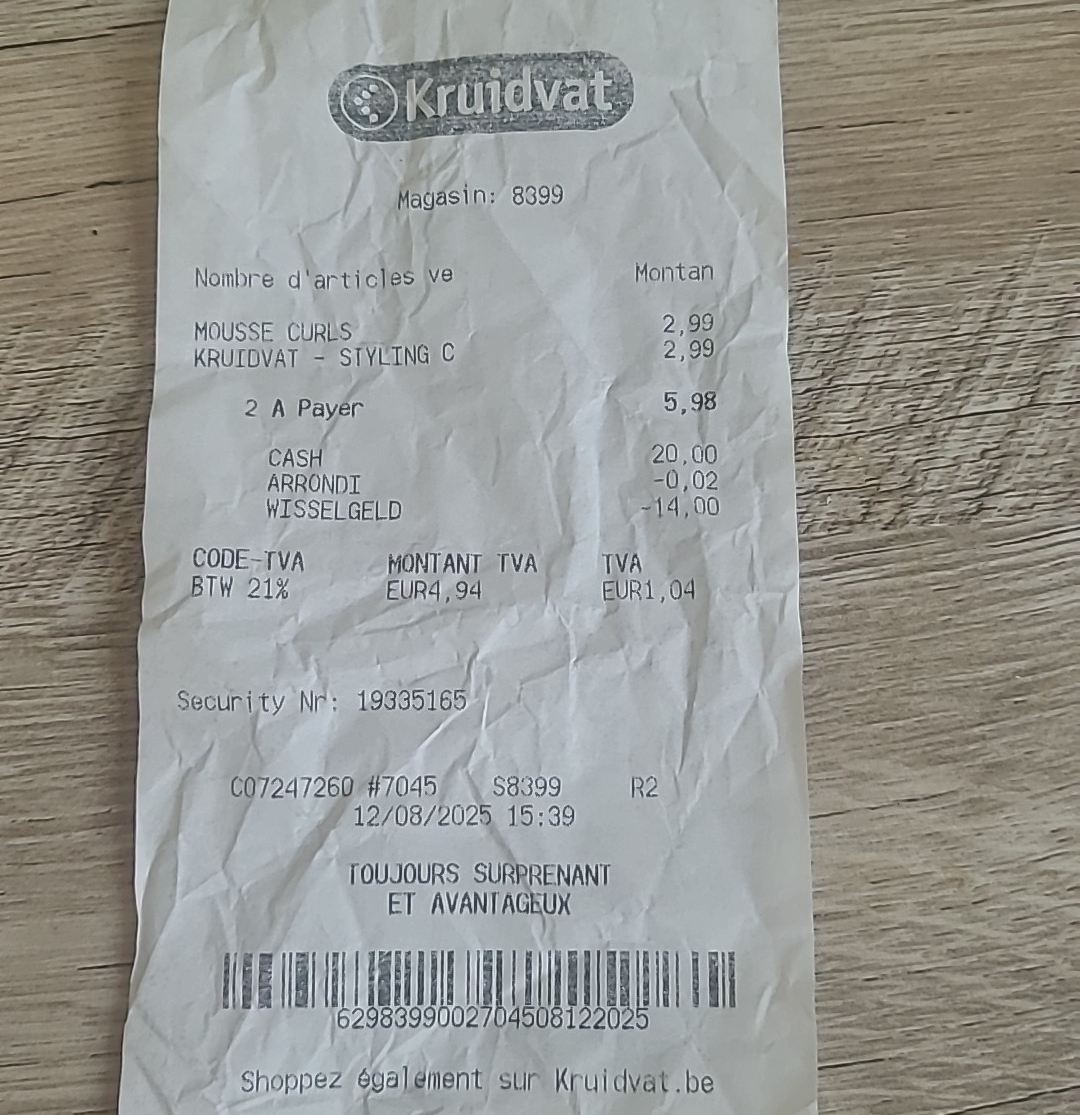 Kruidvat
Magasin: 8399
Nombre d'articles ve Montan
MOUSSE CURLS 2,99
KRUIDVAT - STYLING C 2,99
2 A Payer 5,98
CASH 20,00
ARRONDI -0,02
WISSELGELD -14,00
CODE-TVA MONTANT TVA TVA
BTW 21% EUR4,94 EUR1,04
Security Nr: 19335165
C07247260 #7045 S8399 R2
12/08/2025 15:39
TOUJOURS SURPRENANT
ET AVANTAGEUX
6298399002704508122025
Shoppez également sur Kruidvat.be